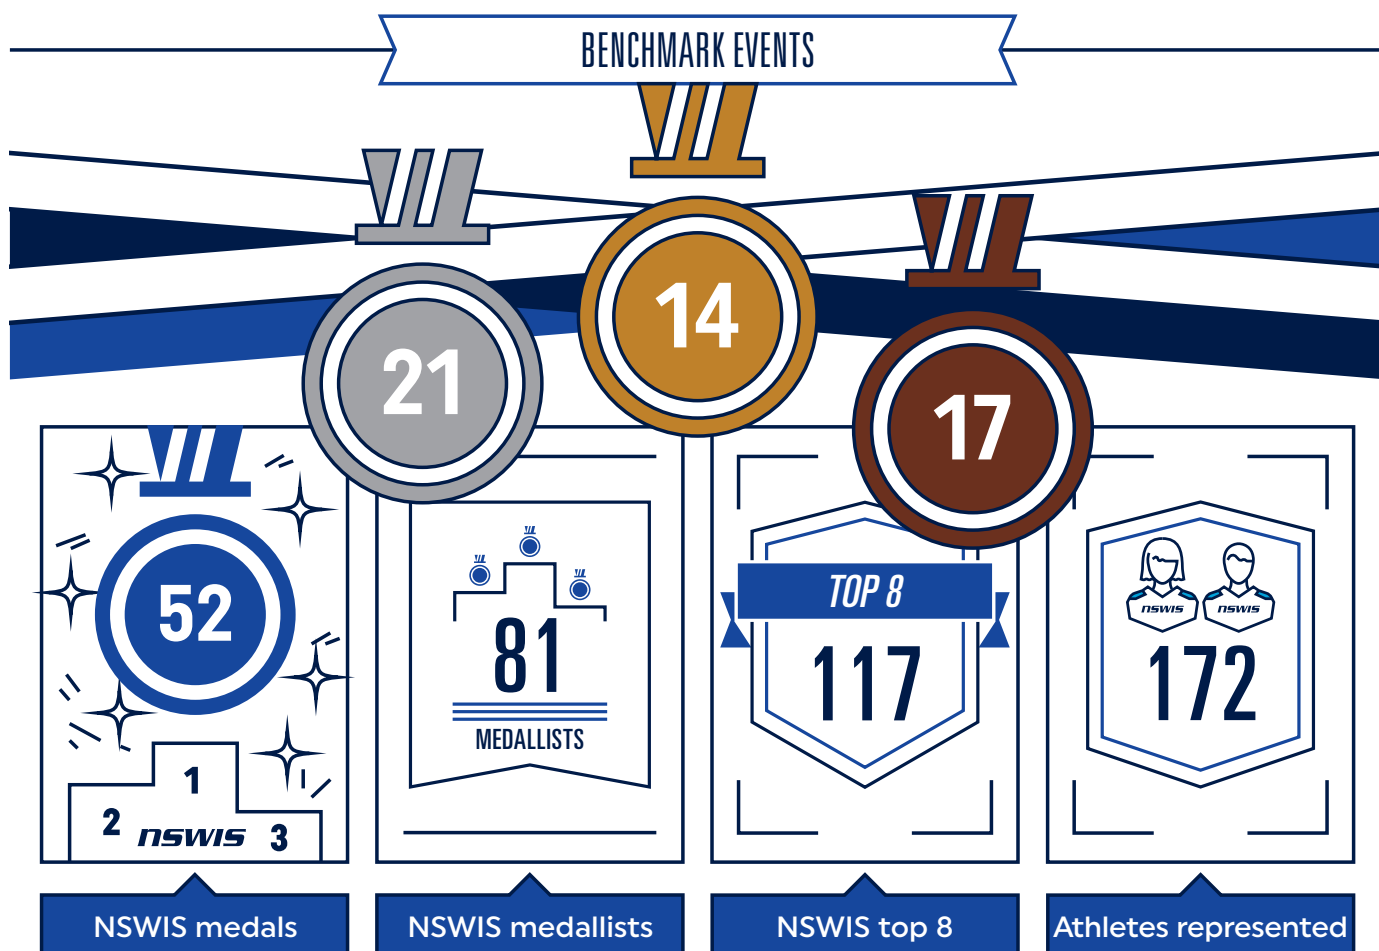 BENCHMARK EVENTS
14
21
17
52
1
2 nswis 3
NSWIS medals
81
MEDALLISTS
NSWIS medallists
TOP 8
117
NSWIS top 8
nswis nswis
172
Athletes represented